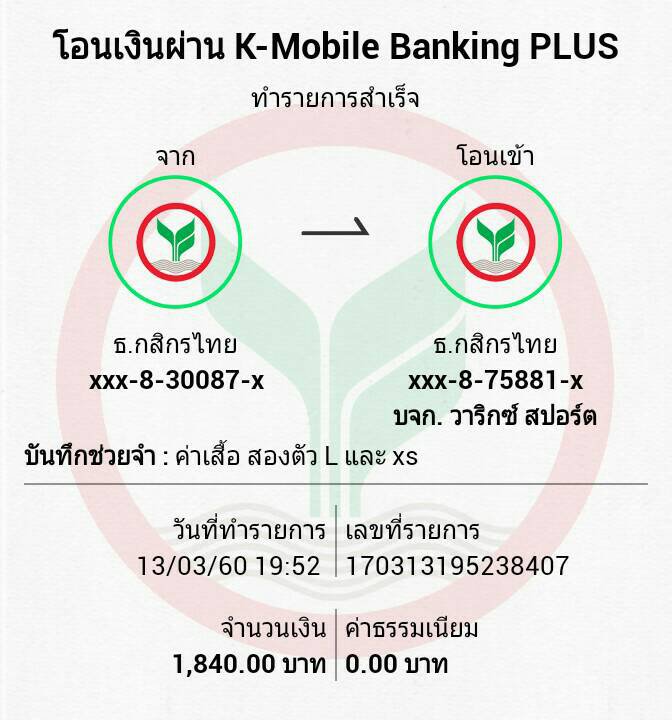 โอนเงินผ่าน K-Mobile Banking PLUS
ทำรายการสำเร็จ
จาก
โอนเข้า
ธ.กสิกรไทย
xxx-8-30087-x
ธ.กสิกรไทย
xxx-8-75881-x
บจก. วาริกซ์ สปอร์ต
บันทึกช่วยจำ : ค่าเสื้อ สองตัว L และ xs
วันที่ทำรายการ
13/03/60 19:52
เลขที่รายการ
170313195238407
จำนวนเงิน
1,840.00 บาท
ค่าธรรมเนียม
0.00 บาท